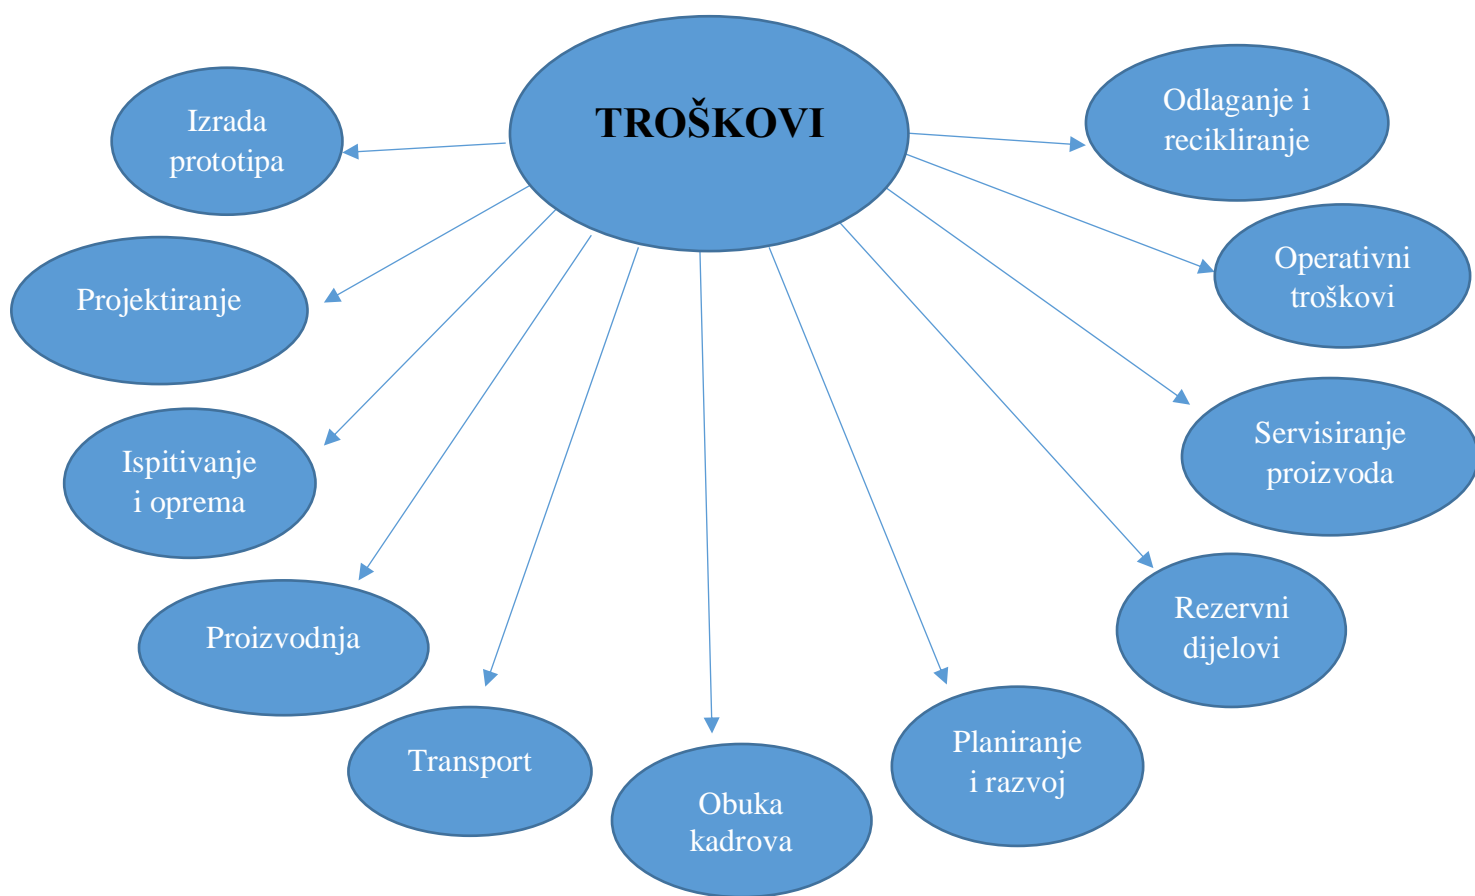 TROŠKOVI
Izrada
prototipa
Projektiranje
Ispitivanje
i oprema
Proizvodnja
Transport
Obuka
kadrova
Planiranje
i razvoj
Rezervni
dijelovi
Servisiranje
proizvoda
Operativni
troškovi
Odlaganje i
recikliranje